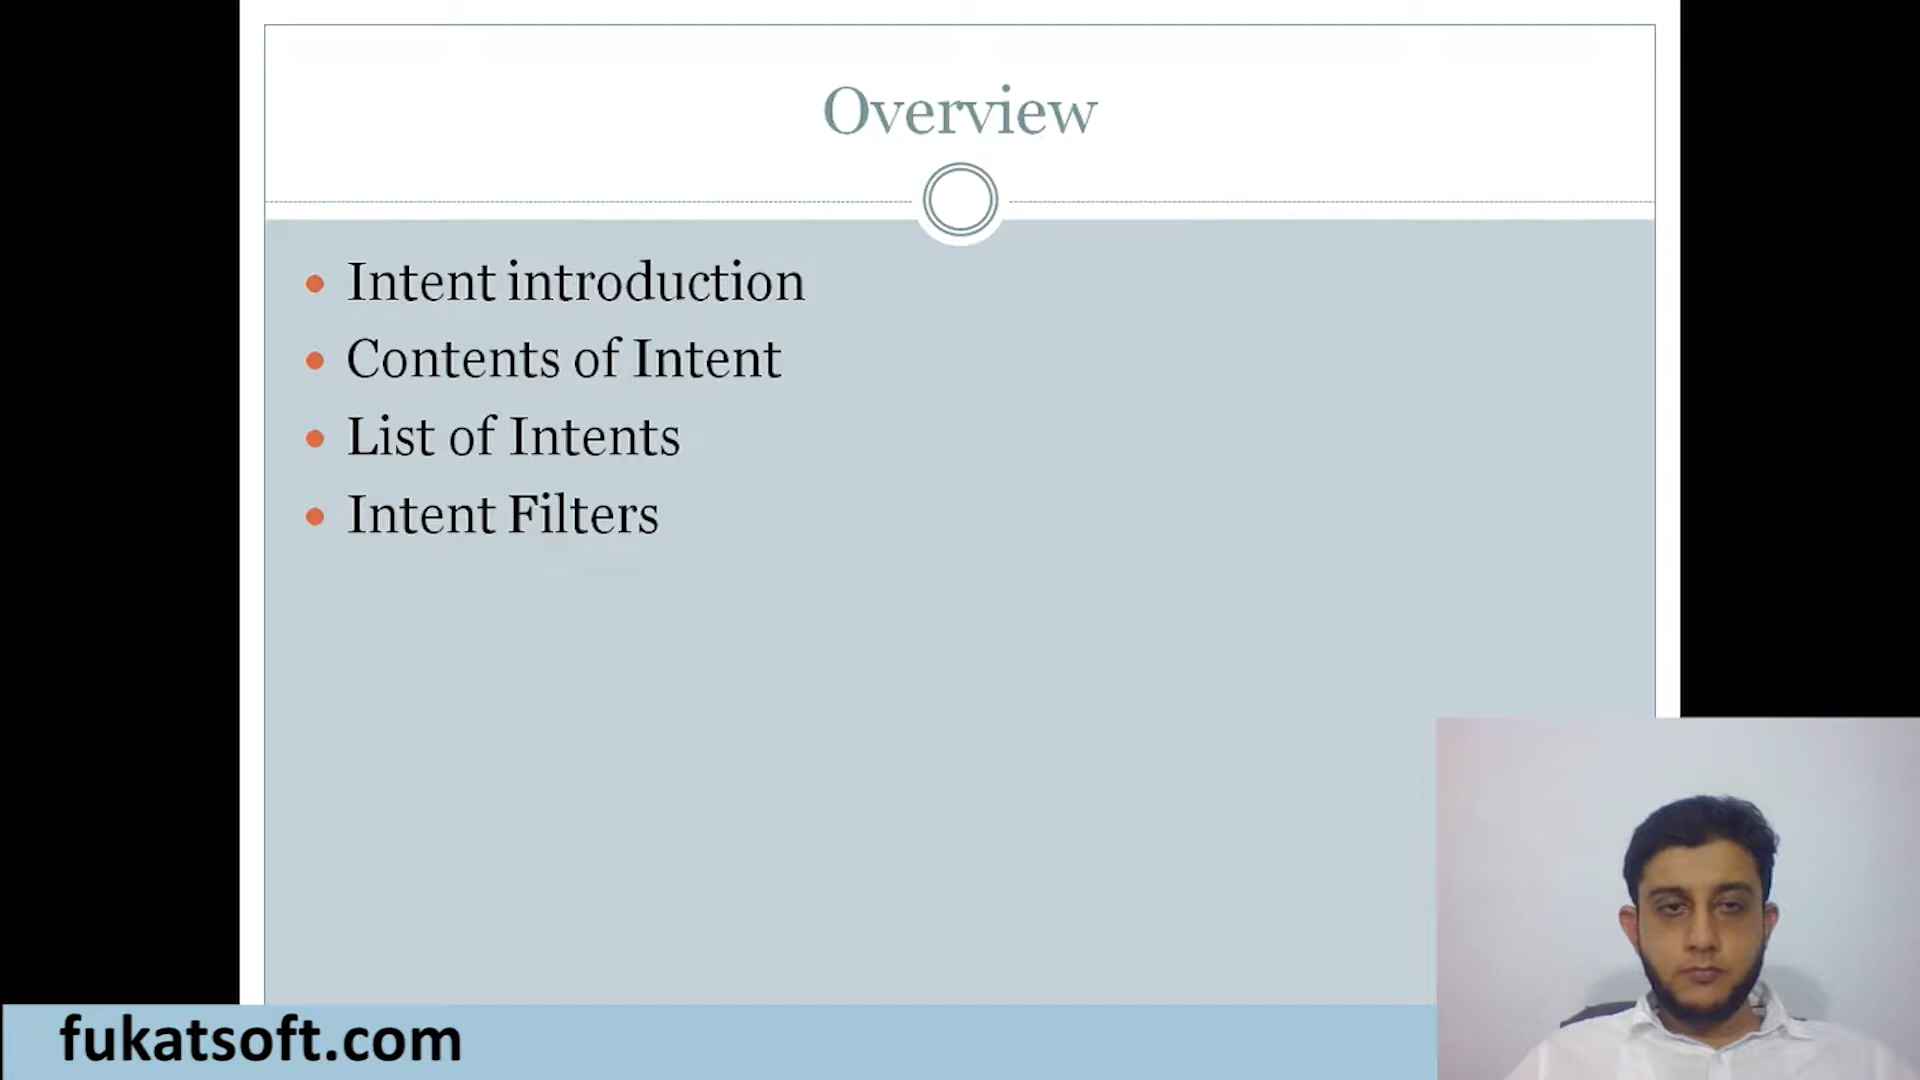 Overview
Intent introduction
Contents of Intent
List of Intents
Intent Filters
fukatsoft.com